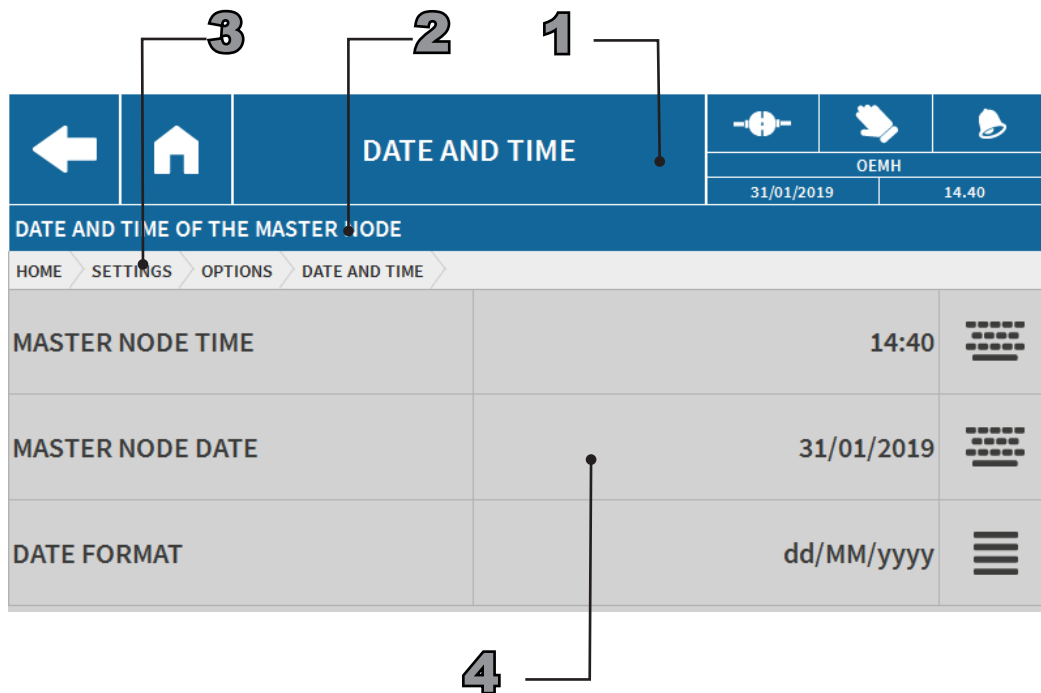 3 2 1
DATE AND TIME
OEMH
31/01/2019 14.40
DATE AND TIME OF THE MASTER NODE
HOME SETTINGS OPTIONS DATE AND TIME
MASTER NODE TIME 14:40
MASTER NODE DATE 31/01/2019
DATE FORMAT dd/MM/yyyy
4